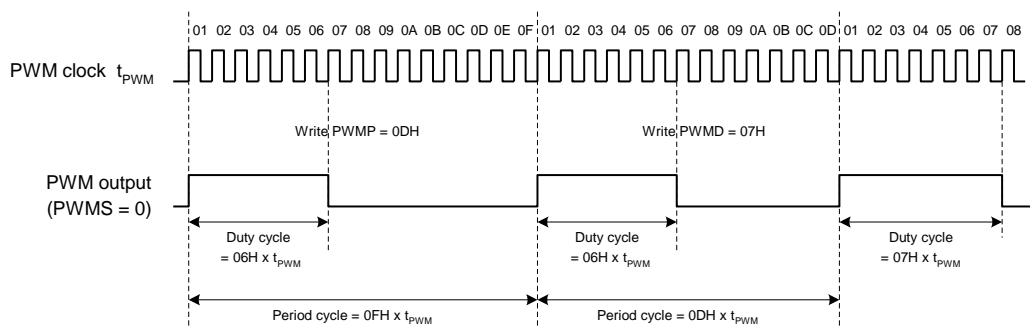 01 02 03 04 05 06 07 08 09 0A 0B 0C 0D 0E 0F 01 02 03 04 05 06 07 08 09 0A 0B 0C 0D 01 02 03 04 05 06 07 08
PWM clock tPWM
Write PWMP = 0DH Write PWMD = 07H
PWM output
(PWMS = 0)
Duty cycle Duty cycle Duty cycle
= 06H x tPWM = 06H x tPWM = 07H x tPWM
Period cycle = 0FH x tPWM Period cycle = 0DH x tPWM